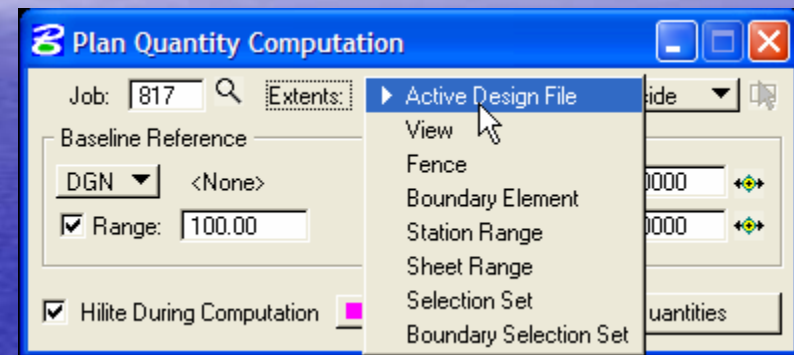 Plan Quantity Computation
Job: 817 Extents: Active Design File
View
Baseline Reference
Fence
DGN <None>
Boundary Element
Range: 100.00
Station Range
Sheet Range
Hilite During Computation Selection Set
Boundary Selection Set